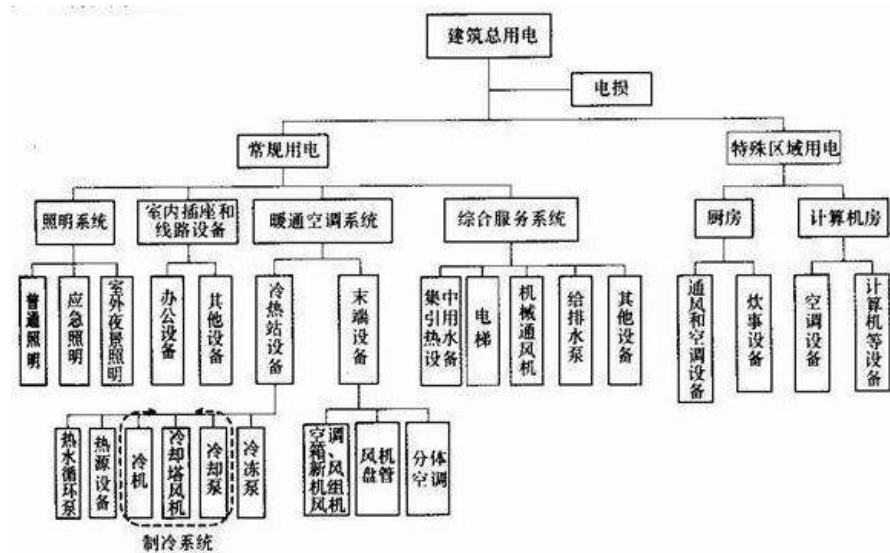 建筑总用电
电损
常规用电
特殊区域用电
照明系统
室内插座和
线路设备
暖通空调系统
综合服务系统
厨房
计算机房
普通照明
应急照明
室外夜景照明
办公设备
其他设备
冷热站设备
末端设备
集中
引用
热水
设备
电梯
机械通风机
给排水泵
其他设备
通风和空调设备
炊事设备
空调设备
计算机等设备
热水循环泵
热源设备
冷机
冷却塔风机
冷却泵
冷冻泵
空调
箱、
新风
机组
风机
风机
盘管
分体
空调
制冷系统